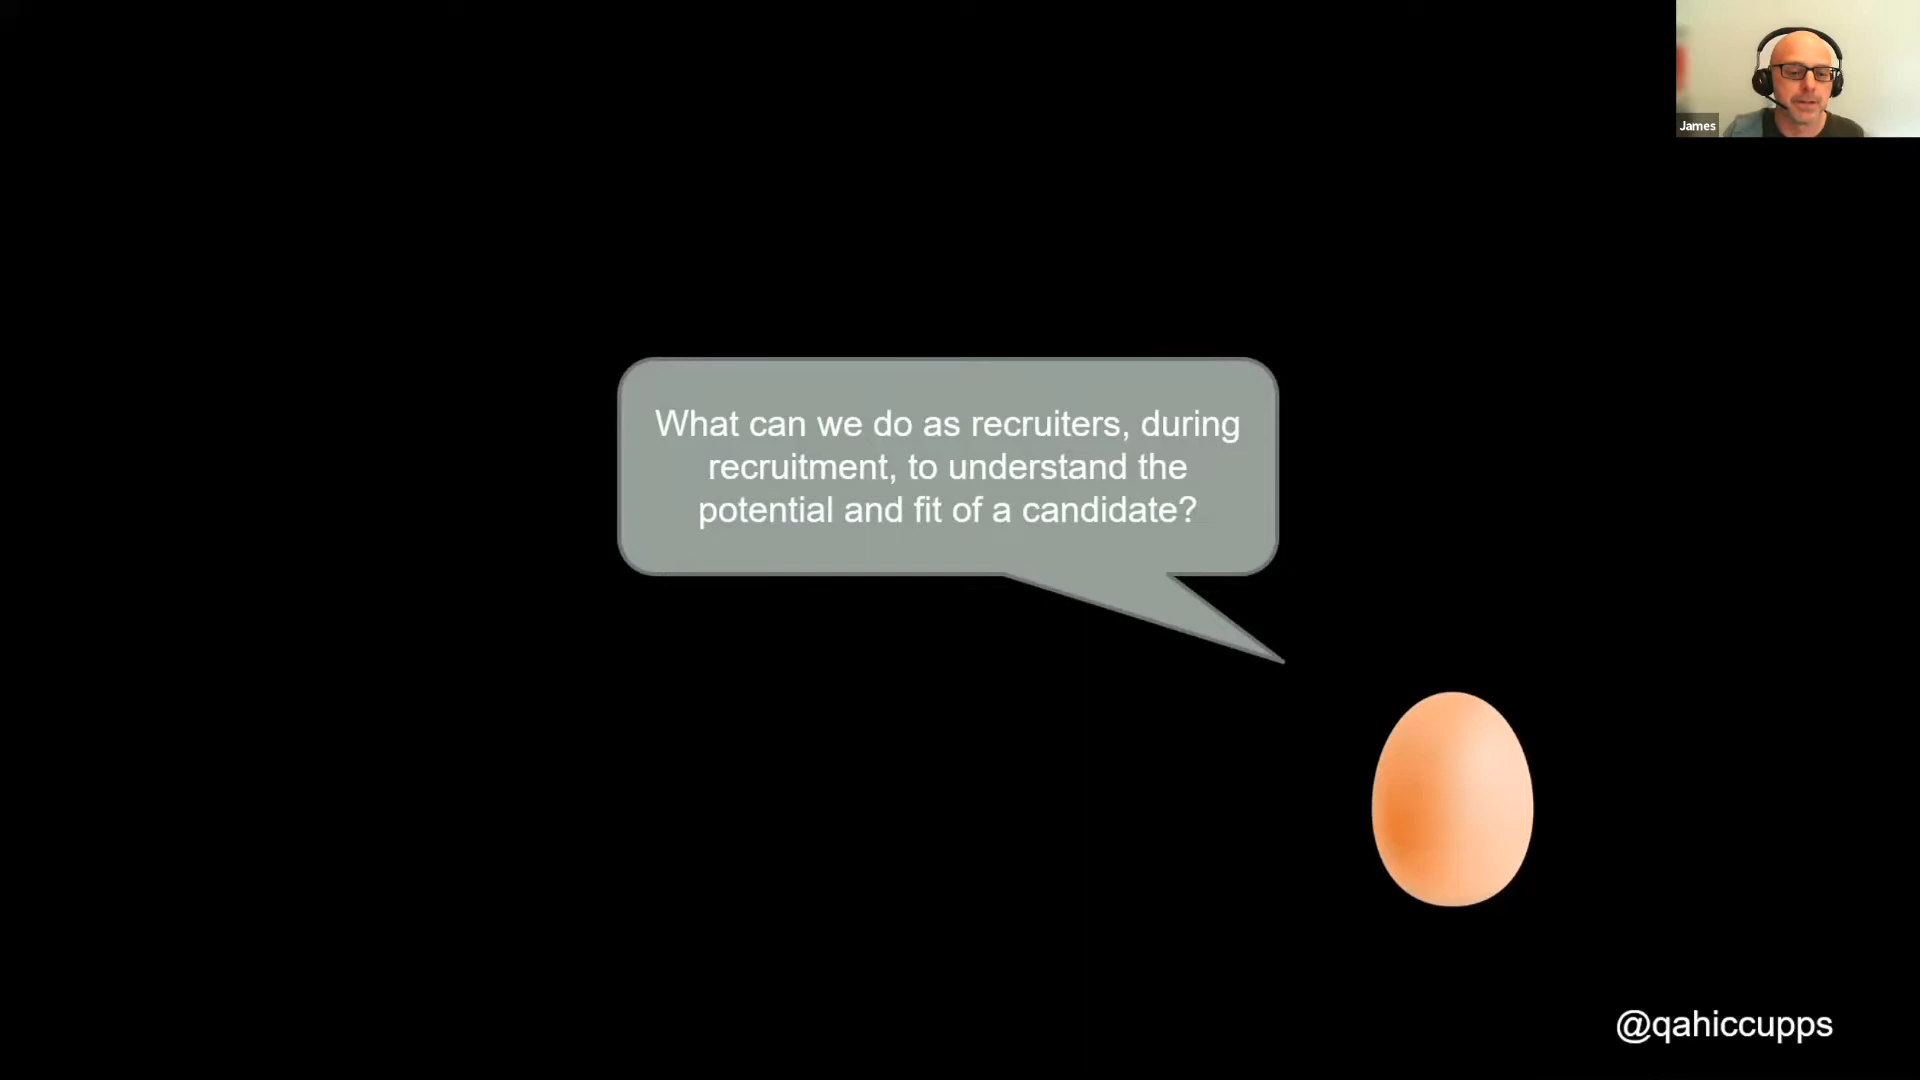 James
What can we do as recruiters, during
recruitment, to understand the
potential and fit of a candidate?
@qahiccupps